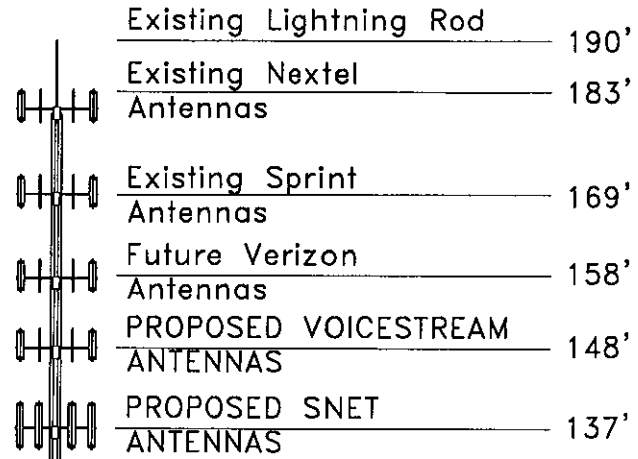 Existing Lightning Rod 190'
Existing Nextel 183'
Antennas
Existing Sprint 169'
Antennas
Future Verizon 158'
Antennas
PROPOSED VOICESTREAM 148'
ANTENNAS
PROPOSED SNET 137'
ANTENNAS